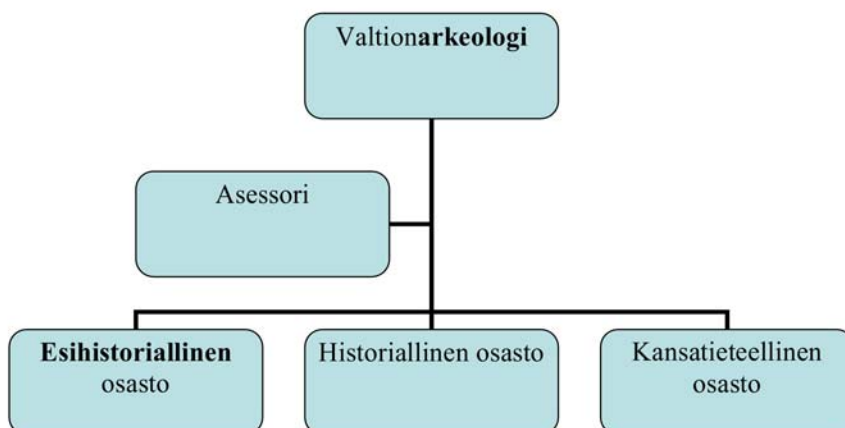 Valtionarkeologi
Asessori
Esihistoriallinen
osasto
Historiallinen osasto
Kansatieteellinen
osasto